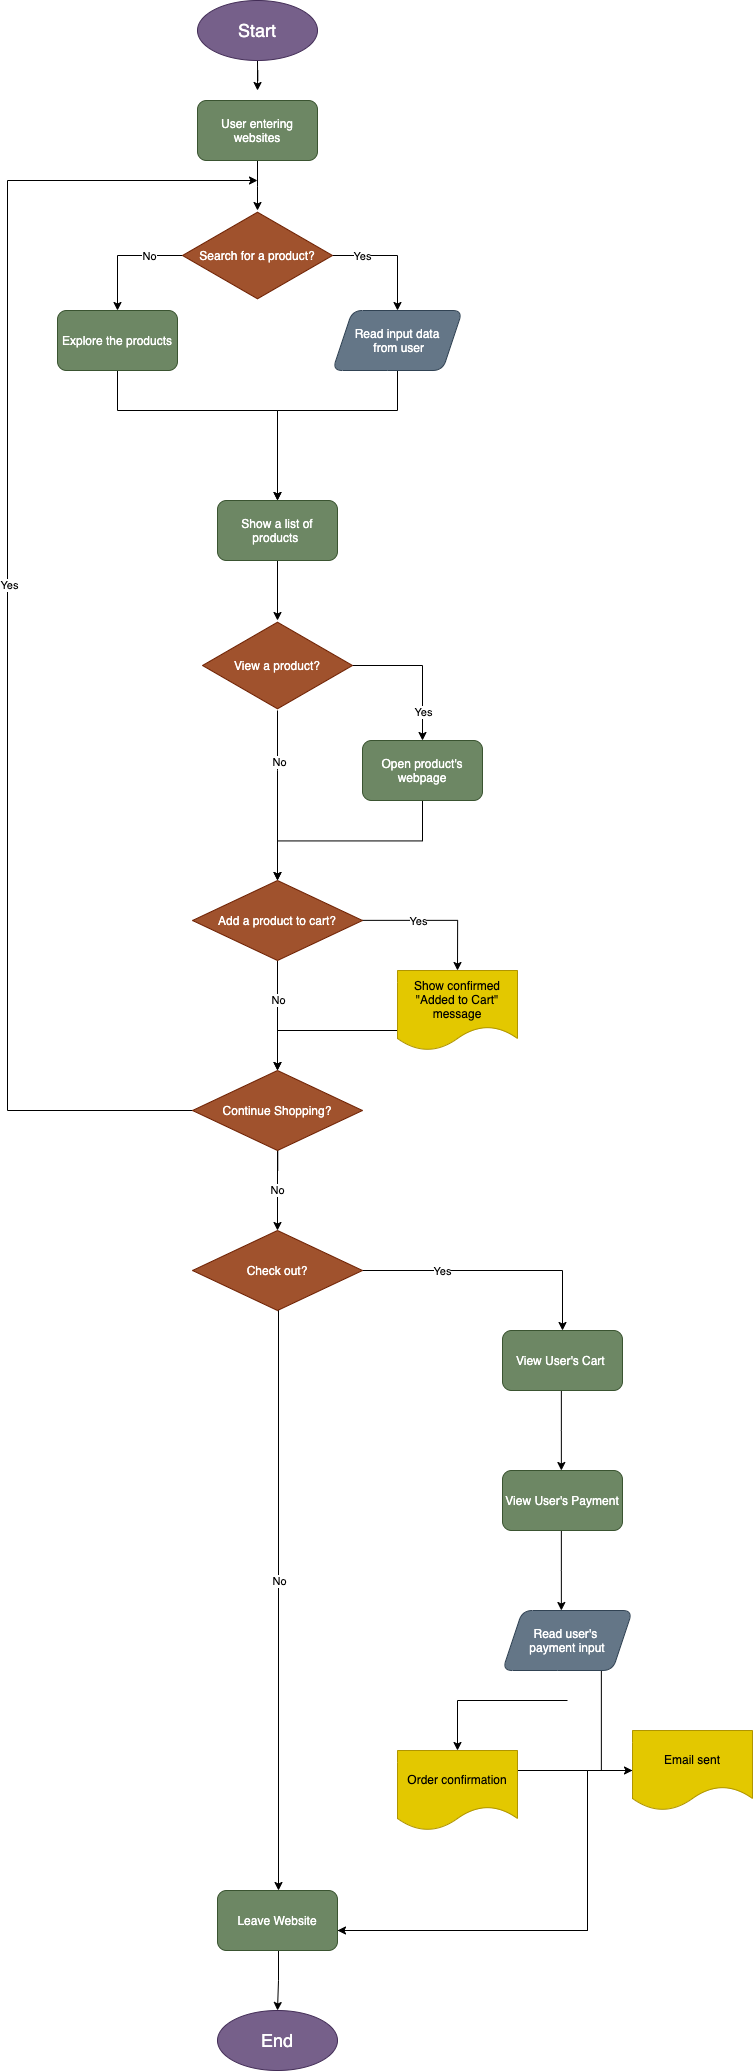 Start
User entering
websites
Search for a product?
No
Yes
Explore the products
Read input data
from user
Show a list of
products
Yes
View a product?
Yes
No
Open product's
webpage
Add a product to cart?
Yes
Show confirmed
"Added to Cart"
message
No
Continue Shopping?
No
Check out?
Yes
View User's Cart
View User's Payment
No
Read user's
payment input
Email sent
Order confirmation
Leave Website
End